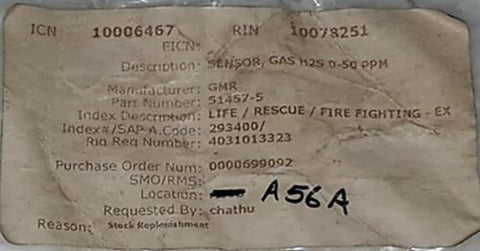 ICN 10006467 RIN 10078251
EICN:
Description: SENSOR, GAS H2S 0-50 PPM
Manufacturer: GMR
Part Number: 51457-5
Index Description: LIFE / RESCUE / FIRE FIGHTING - EX
Index#/SAP A.Code: 293400/
Rig Req Number: 4031013323
Purchase Order Num: 0000699092
SMO/RMS:
Location: A56A
Requested By: chathu
Reason: Stock Replenishment